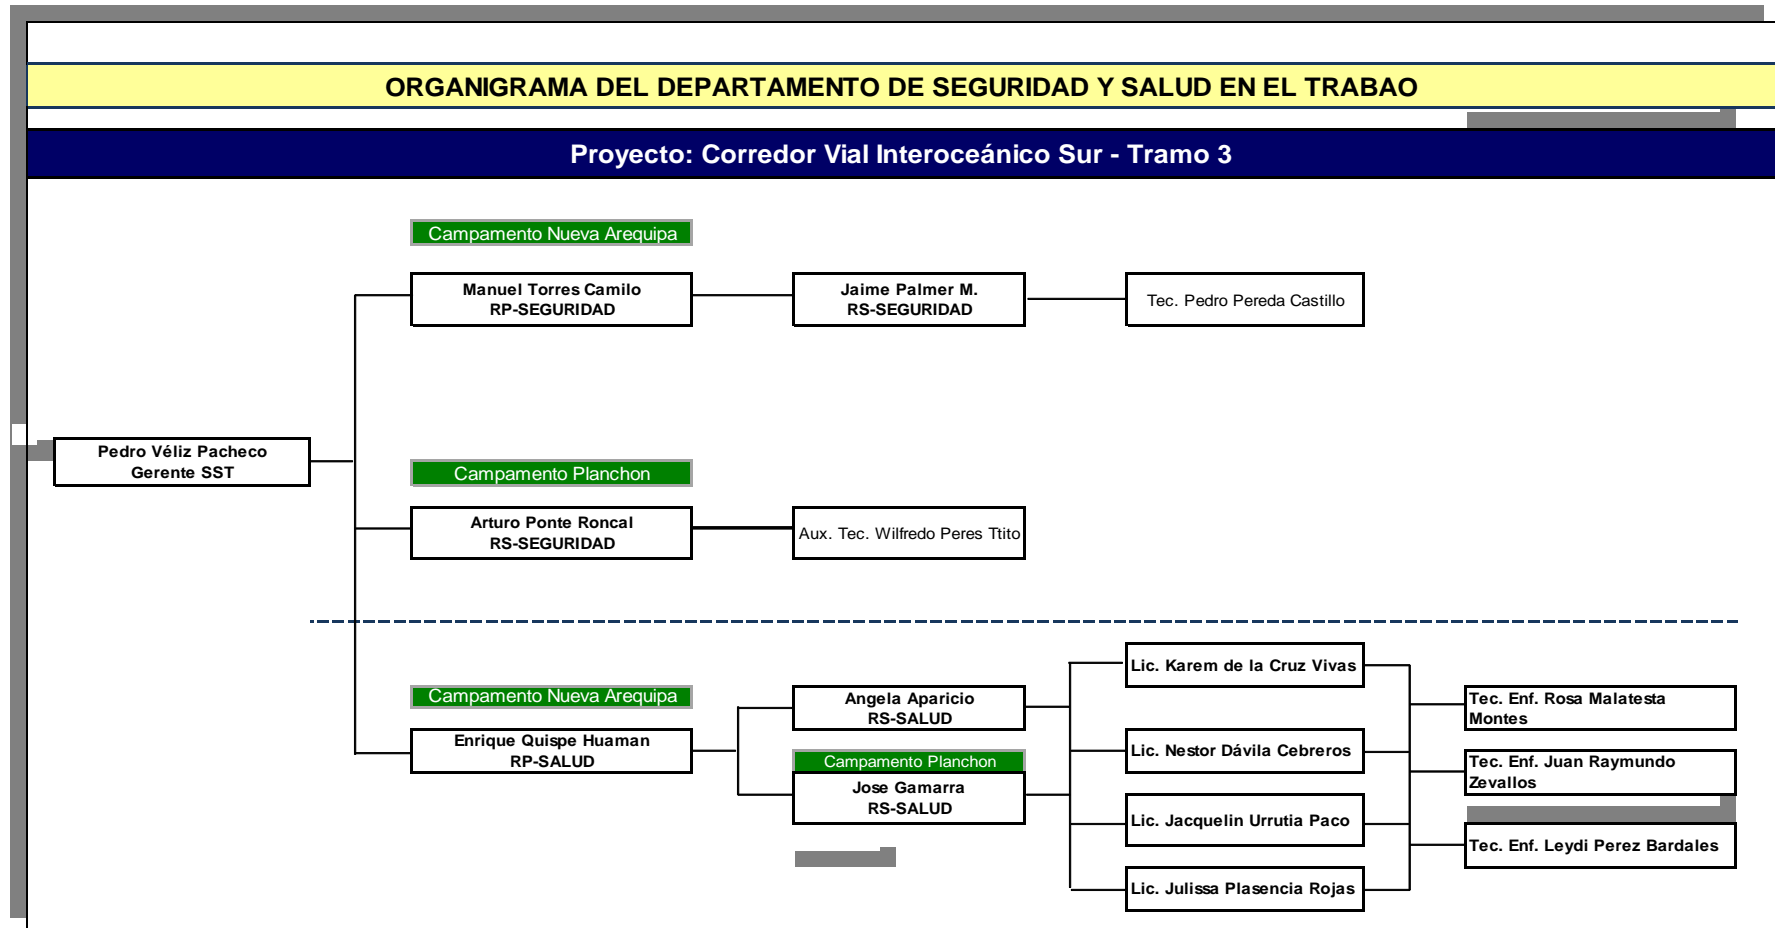 ORGANIGRAMA DEL DEPARTAMENTO DE SEGURIDAD Y SALUD EN EL TRABAO
Proyecto: Corredor Vial Interoceánico Sur - Tramo 3
Campamento Nueva Arequipa
Manuel Torres Camilo
RP-SEGURIDAD
Jaime Palmer M.
RS-SEGURIDAD
Tec. Pedro Pereda Castillo
Pedro Véliz Pacheco
Gerente SST
Campamento Planchon
Arturo Ponte Roncal
RS-SEGURIDAD
Aux. Tec. Wilfredo Peres Ttito
Campamento Nueva Arequipa
Enrique Quispe Huaman
RP-SALUD
Angela Aparicio
RS-SALUD
Campamento Planchon
Jose Gamarra
RS-SALUD
Lic. Karem de la Cruz Vivas
Lic. Nestor Dávila Cebreros
Lic. Jacquelin Urrutia Paco
Lic. Julissa Plasencia Rojas
Tec. Enf. Rosa Malatesta
Montes
Tec. Enf. Juan Raymundo
Zevallos
Tec. Enf. Leydi Perez Bardales